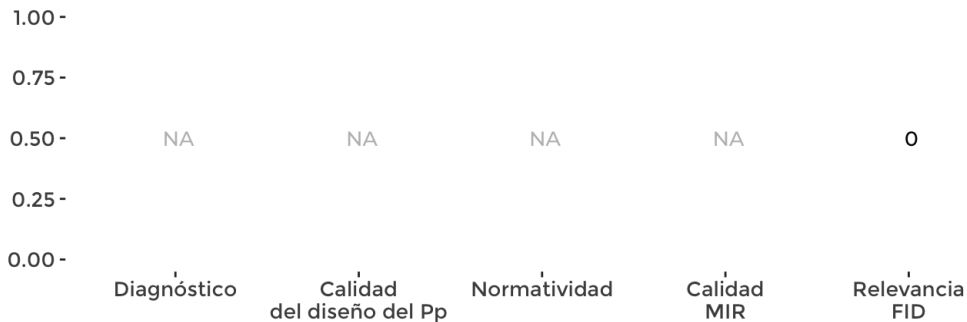 1.00
0.75
0.50
0.25
0.00
NA
NA
NA
NA
0
Diagnóstico
Calidad
del diseño del Pp
Normatividad
Calidad
MIR
Relevancia
FID